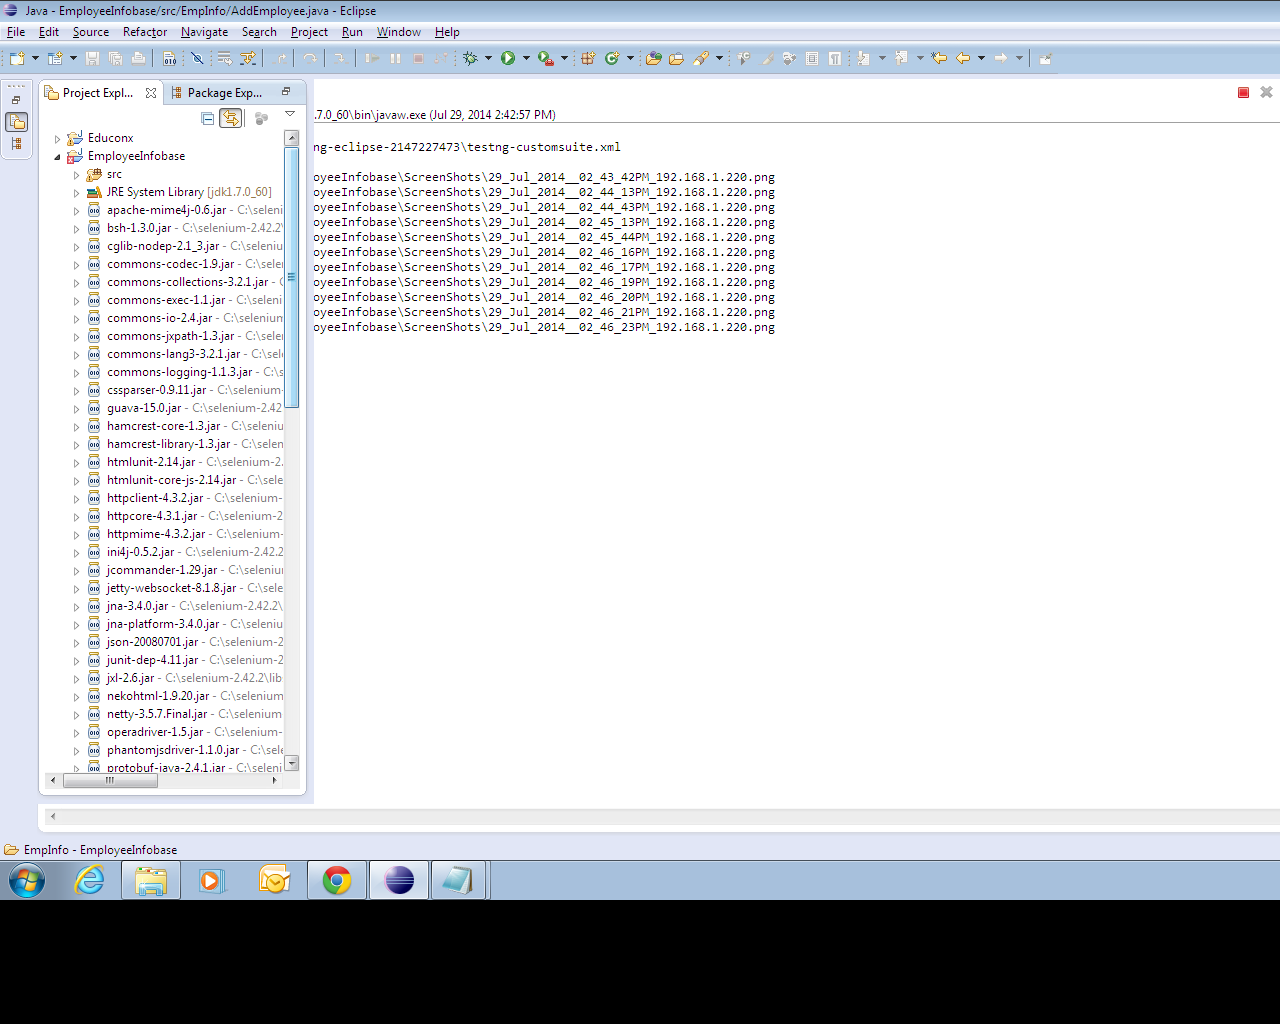 Java - EmployeeInfobase/src/EmpInfo/AddEmployee.java - Eclipse
File Edit Source Refactor Navigate Search Project Run Window Help
Project Expl... Package Exp...
.7.0_60\bin\javaw.exe (Jul 29, 2014 2:42:57 PM)
ng-eclipse-2147227473\testng-customsuite.xml
oyeeInfobase\ScreenShots\29_Jul_2014__02_43_42PM_192.168.1.220.png
oyeeInfobase\ScreenShots\29_Jul_2014__02_44_13PM_192.168.1.220.png
oyeeInfobase\ScreenShots\29_Jul_2014__02_44_43PM_192.168.1.220.png
oyeeInfobase\ScreenShots\29_Jul_2014__02_45_13PM_192.168.1.220.png
oyeeInfobase\ScreenShots\29_Jul_2014__02_45_44PM_192.168.1.220.png
oyeeInfobase\ScreenShots\29_Jul_2014__02_46_16PM_192.168.1.220.png
oyeeInfobase\ScreenShots\29_Jul_2014__02_46_17PM_192.168.1.220.png
oyeeInfobase\ScreenShots\29_Jul_2014__02_46_19PM_192.168.1.220.png
oyeeInfobase\ScreenShots\29_Jul_2014__02_46_20PM_192.168.1.220.png
oyeeInfobase\ScreenShots\29_Jul_2014__02_46_21PM_192.168.1.220.png
oyeeInfobase\ScreenShots\29_Jul_2014__02_46_23PM_192.168.1.220.png
Educonx
EmployeeInfobase
src
JRE System Library [jdk1.7.0_60]
apache-mime4j-0.6.jar - C:\seleni
bsh-1.3.0.jar - C:\selenium-2.42.2\
cglib-nodep-2.1_3.jar - C:\seleniu
commons-codec-1.9.jar - C:\selen
commons-collections-3.2.1.jar - C
commons-exec-1.1.jar - C:\seleni
commons-io-2.4.jar - C:\selenium
commons-jxpath-1.3.jar - C:\selen
commons-lang3-3.2.1.jar - C:\sel
commons-logging-1.1.3.jar - C:\s
cssparser-0.9.11.jar - C:\selenium-
guava-15.0.jar - C:\selenium-2.42
hamcrest-core-1.3.jar - C:\selen
hamcrest-library-1.3.jar - C:\selen
htmlunit-2.14.jar - C:\selenium-2.
htmlunit-core-js-2.14.jar - C:\selen
httpclient-4.3.2.jar - C:\selenium-
httpcore-4.3.1.jar - C:\selenium-2
httpmime-4.3.2.jar - C:\selenium
ini4j-0.5.2.jar - C:\selenium-2.42.2
jcommander-1.29.jar - C:\seleniu
jetty-websocket-8.1.8.jar - C:\sele
jna-3.4.0.jar - C:\selenium-2.42.2\
jna-platform-3.4.0.jar - C:\seleniu
json-20080701.jar - C:\selenium-2
junit-dep-4.11.jar - C:\selenium-2
jxl-2.6.jar - C:\selenium-2.42.2\lib
nekohtml-1.9.20.jar - C:\selenium
netty-3.5.7.Final.jar - C:\selenium
operadriver-1.5.jar - C:\selenium-
phantomjsdriver-1.1.0.jar - C:\sele
protobuf-java-2.4.1.jar - C:\seleni
EmpInfo - EmployeeInfobase